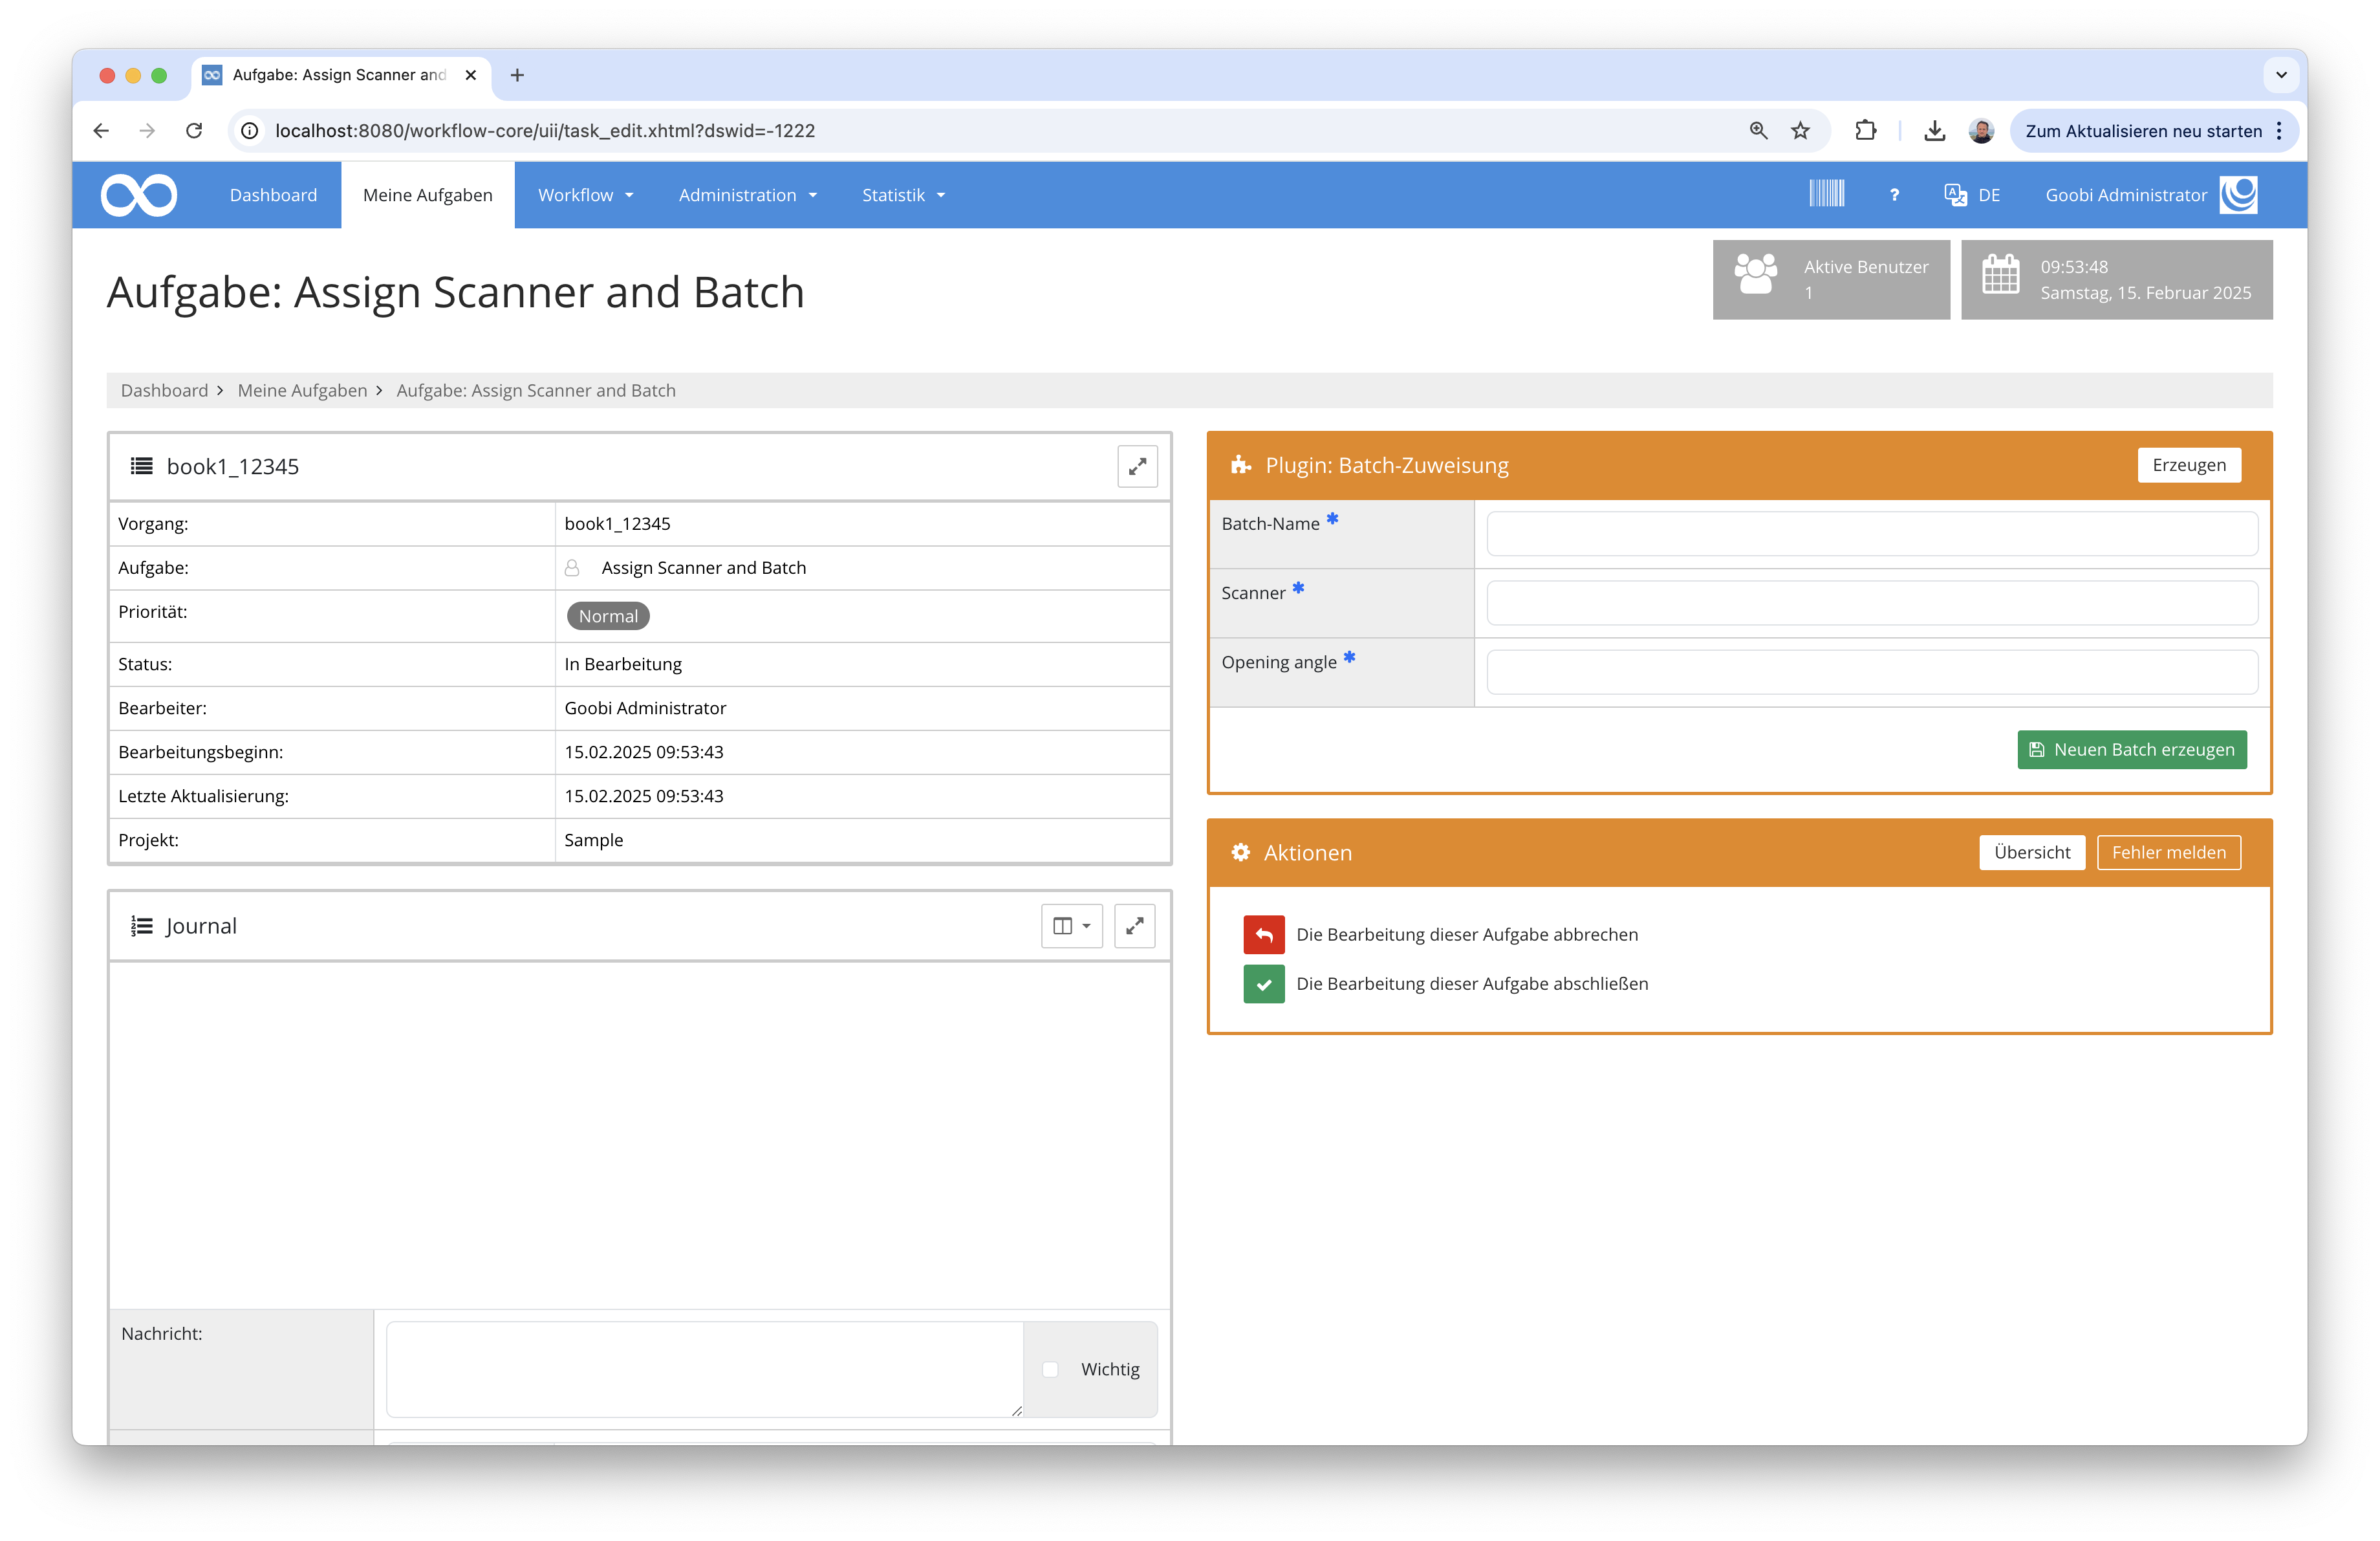 Aufgabe: Assign Scanner and
localhost:8080/workflow-core/uii/task_edit.xhtml?dswid=-1222
Zum Aktualisieren neu starten
Dashboard
Meine Aufgaben
Workflow
Administration
Statistik
?
DE
Goobi Administrator
Aufgabe: Assign Scanner and Batch
Aktive Benutzer
1
09:53:48
Samstag, 15. Februar 2025
Dashboard > Meine Aufgaben > Aufgabe: Assign Scanner and Batch
book1_12345
Vorgang: book1_12345
Aufgabe: Assign Scanner and Batch
Priorität: Normal
Status: In Bearbeitung
Bearbeiter: Goobi Administrator
Bearbeitungsbeginn: 15.02.2025 09:53:43
Letzte Aktualisierung: 15.02.2025 09:53:43
Projekt: Sample
Journal
Nachricht:
Wichtig
Plugin: Batch-Zuweisung
Erzeugen
Batch-Name *
Scanner *
Opening angle *
Neuen Batch erzeugen
Aktionen
Übersicht
Fehler melden
Die Bearbeitung dieser Aufgabe abbrechen
Die Bearbeitung dieser Aufgabe abschließen